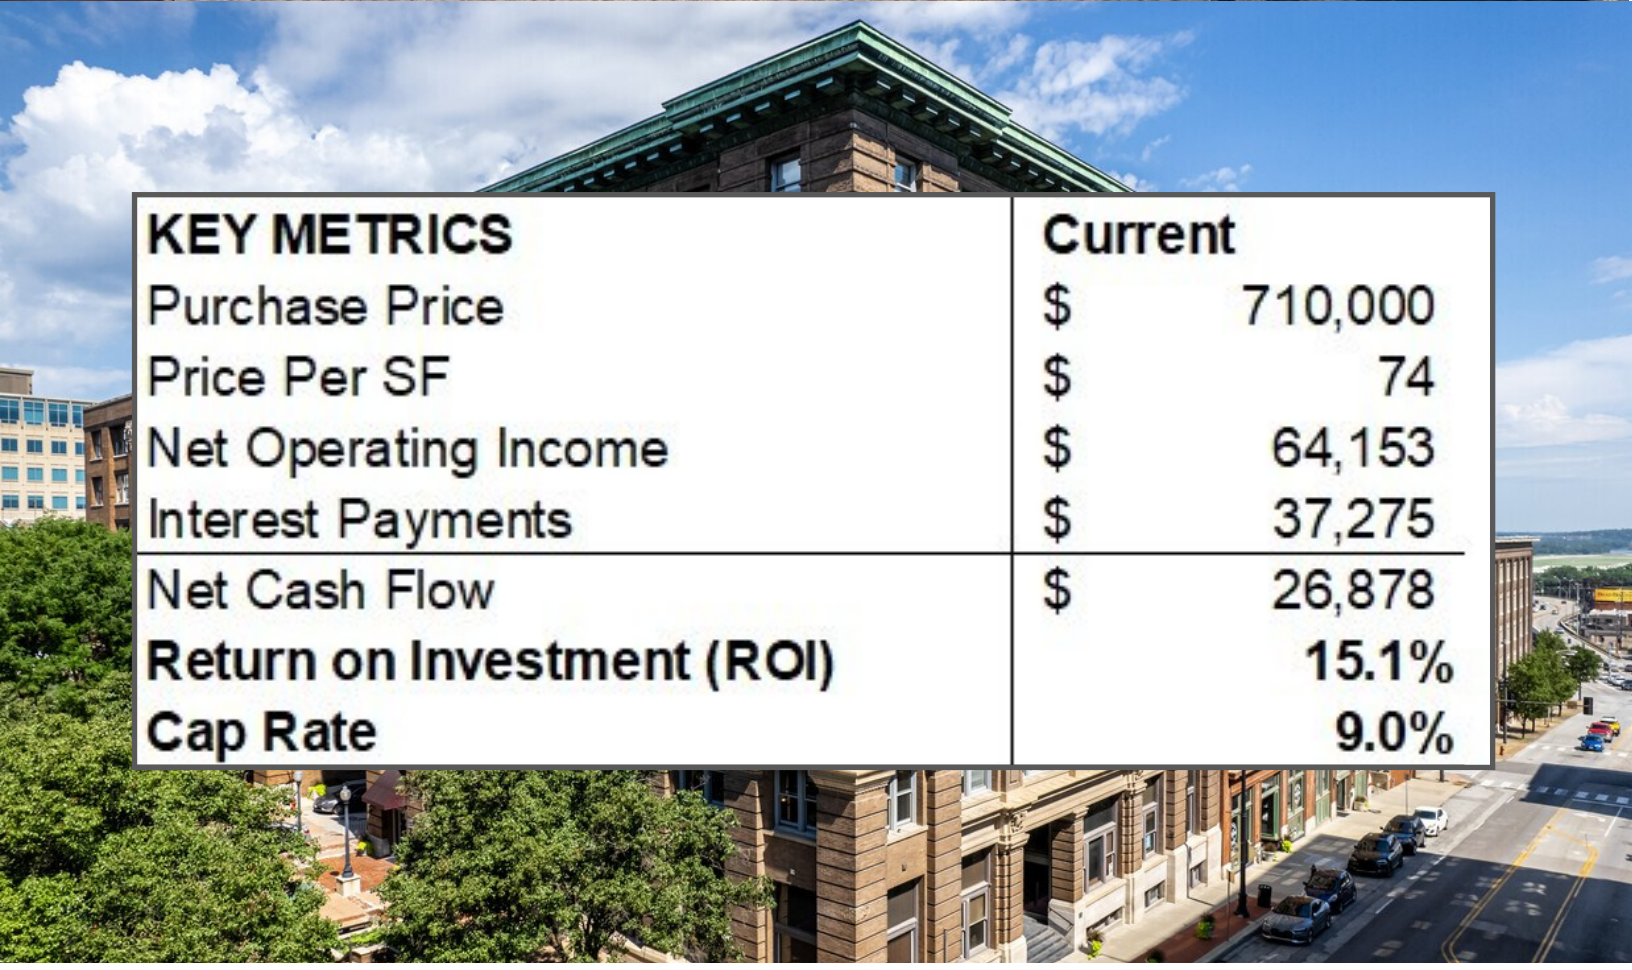 KEY METRICS Current
Purchase Price $ 710,000
Price Per SF $ 74
Net Operating Income $ 64,153
Interest Payments $ 37,275
Net Cash Flow $ 26,878
Return on Investment (ROI) 15.1%
Cap Rate 9.0%